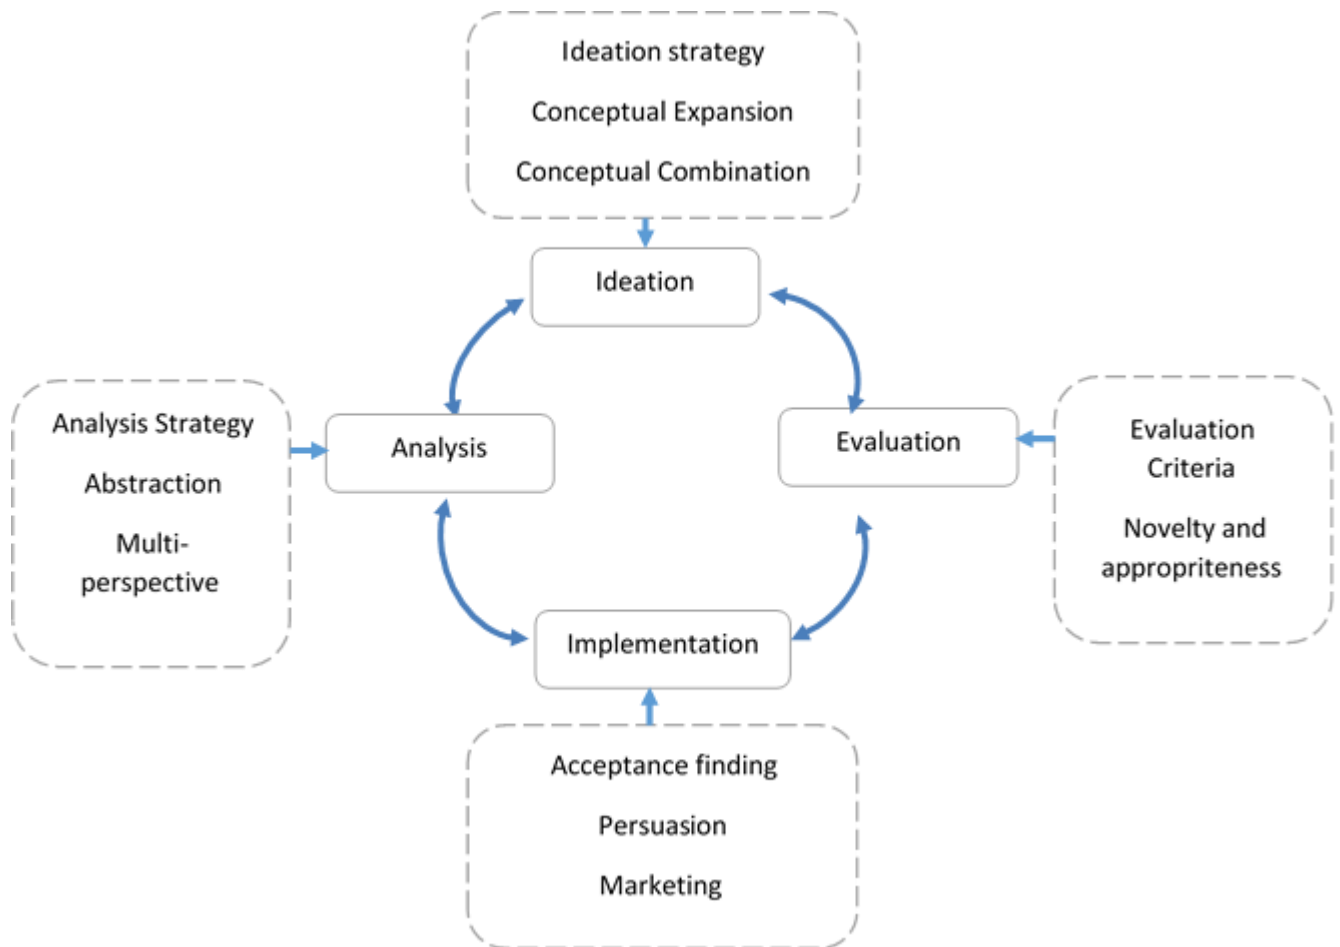 Ideation strategy
Conceptual Expansion
Conceptual Combination
Ideation
Analysis Strategy
Abstraction
Multi-
perspective
Analysis
Evaluation
Evaluation
Criteria
Novelty and
appropriteness
Implementation
Acceptance finding
Persuasion
Marketing